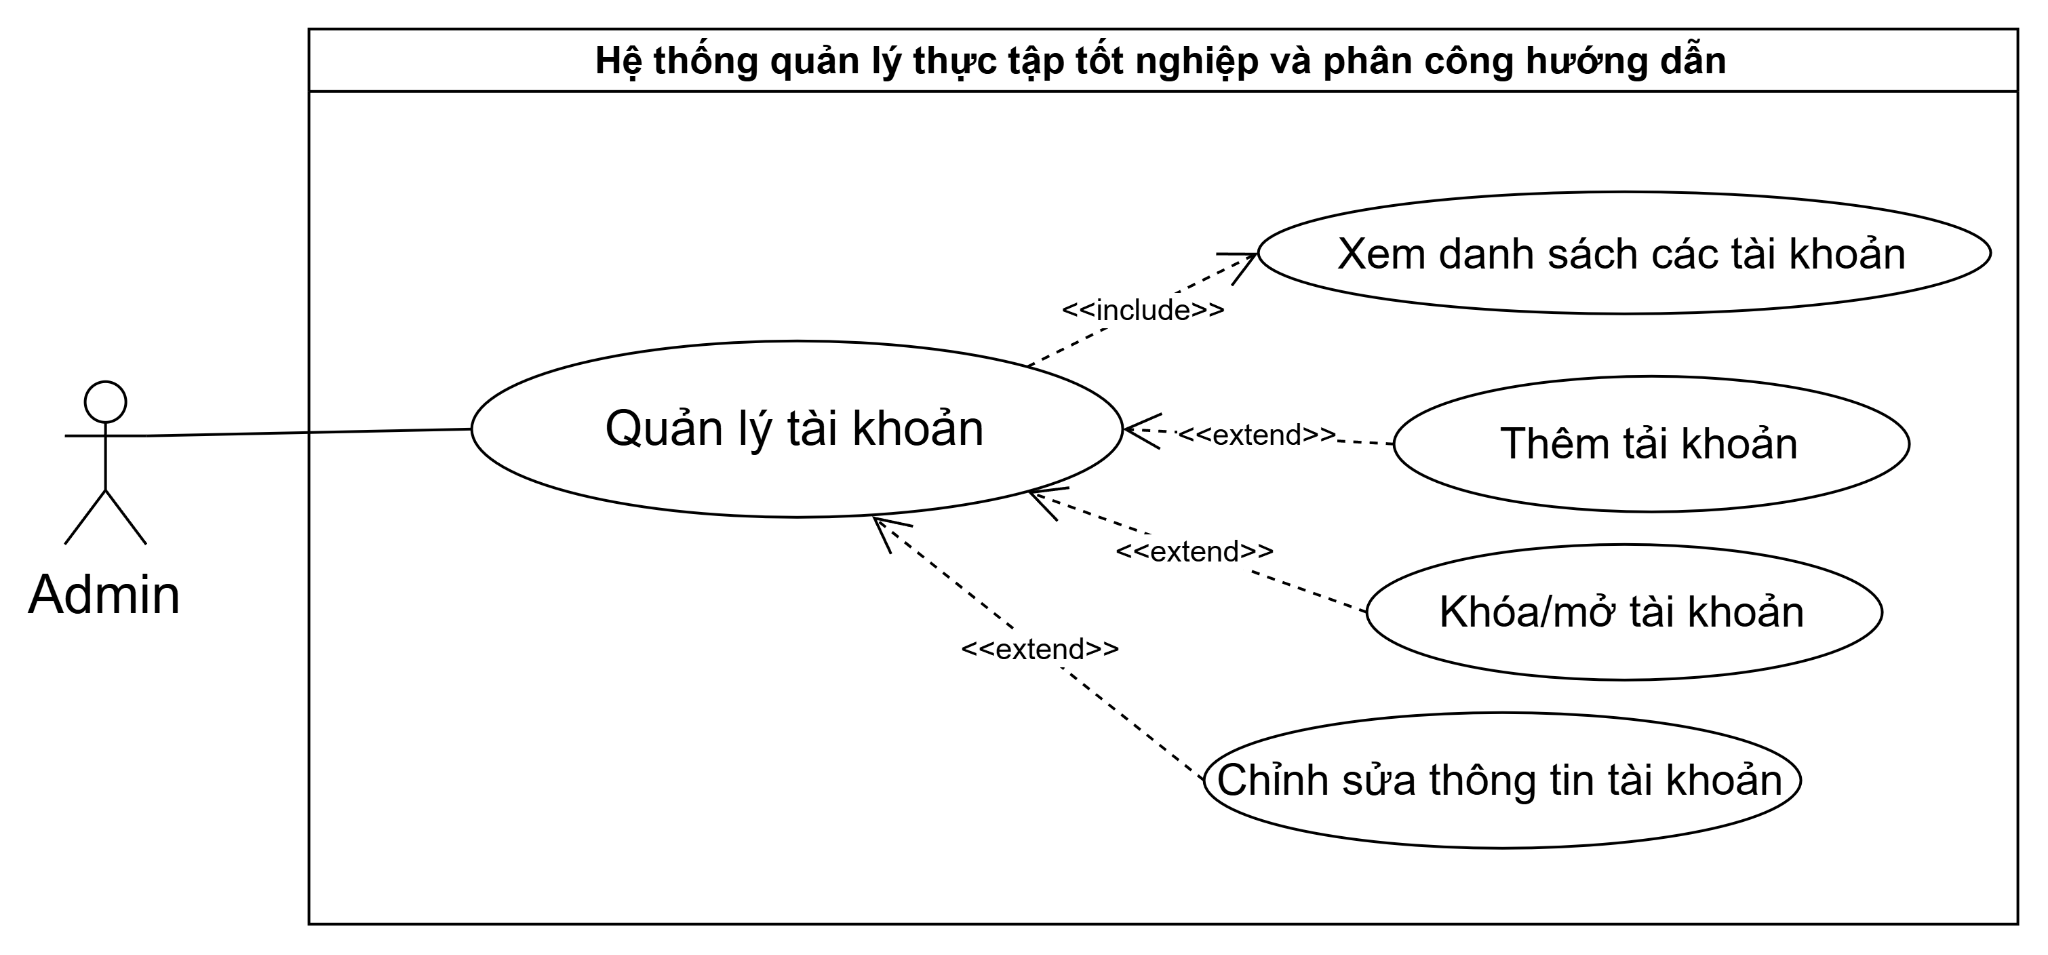 Hệ thống quản lý thực tập tốt nghiệp và phân công hướng dẫn
Xem danh sách các tài khoản
<<include>>
Quản lý tài khoản
<<extend>>
Thêm tải khoản
<<extend>>
Khóa/mở tài khoản
Admin
<<extend>>
Chỉnh sửa thông tin tài khoản